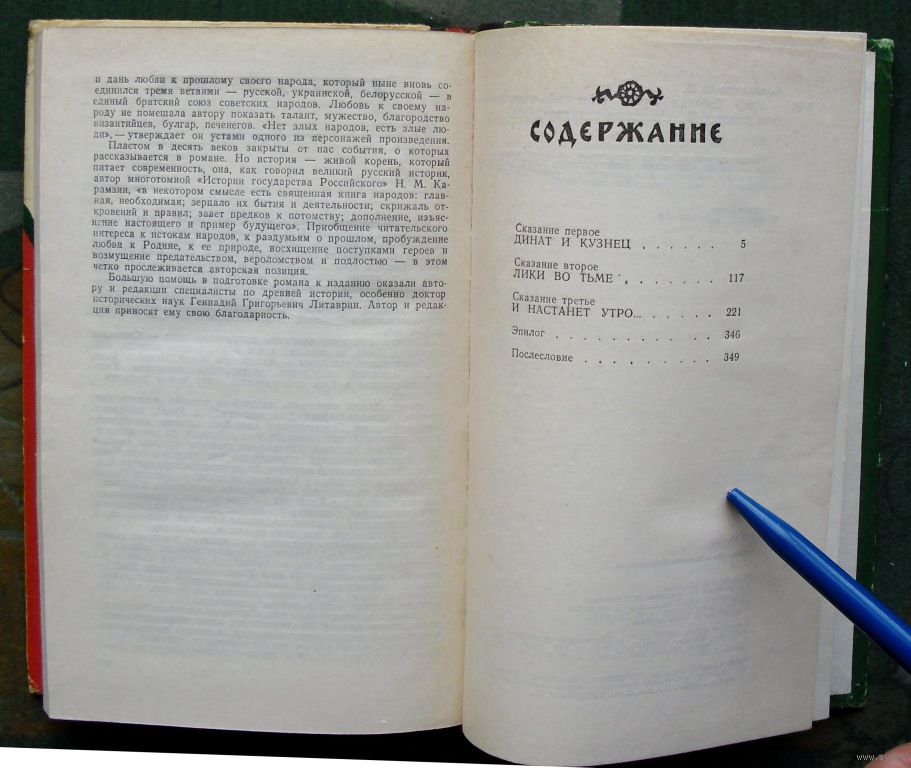 и дань любви к прошлому своего народа, который ныне вновь со-
единился тремя ветвями — русской, украинской, белорусской — в
единый братский союз советских народов. Любовь к своему на-
роду не помешала автору показать талант, мужество, благородство
византийцев, булгар, печенегов. «Нет злых народов, есть злые лю-
ди», — утверждает он устами одного из персонажей произведения.
Пластом в десять веков закрыты от нас события, о которых
рассказывается в романе. Но история — живой корень, который
питает современность, она, как говорил великий русский историк,
автор многотомной «Истории государства Российского» Н. М. Ка-
рамзин, «в некотором смысле есть священная книга народов: глав-
ная, необходимая; зерцало их бытия и деятельности; скрижаль от-
кровений и правил; завет предков к потомству; дополнение, изъяс-
нение настоящего и пример будущего». Приобщение читательского
интереса к истокам народов, к раздумьям о прошлом, пробуждение
любви к Родине, к ее природе, восхищение поступками героев и
возмущение предательством, вероломством и подлостью — в этом
четко прослеживается авторская позиция.
Большую помощь в подготовке романа к изданию оказали авто-
ру и редакции специалисты по древней истории, особенно доктор
исторических наук Геннадий Григорьевич Литаврин. Автор и редак-
ция приносят ему свою благодарность.
СОДЕРЖАНИЕ
Сказание первое
ДИНАТ И КУЗНЕЦ . . . . . . 5
Сказание второе
ЛИКИ ВО ТЬМЕ . . . . . . . 117
Сказание третье
И НАСТАНЕТ УТРО... . . . . . 221
Эпилог . . . . . . . . . . 346
Послесловие . . . . . . . . 349